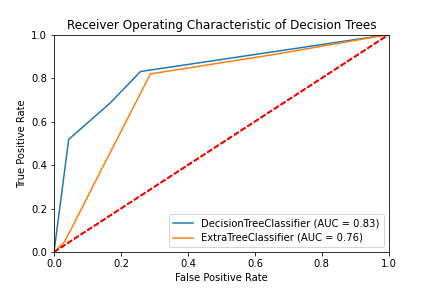 Receiver Operating Characteristic of Decision Trees
1.0
0.8
0.6
0.4
0.2
0.0
True Positive Rate
DecisionTreeClassifier (AUC = 0.83)
ExtraTreeClassifier (AUC = 0.76)
0.0 0.2 0.4 0.6 0.8 1.0
False Positive Rate